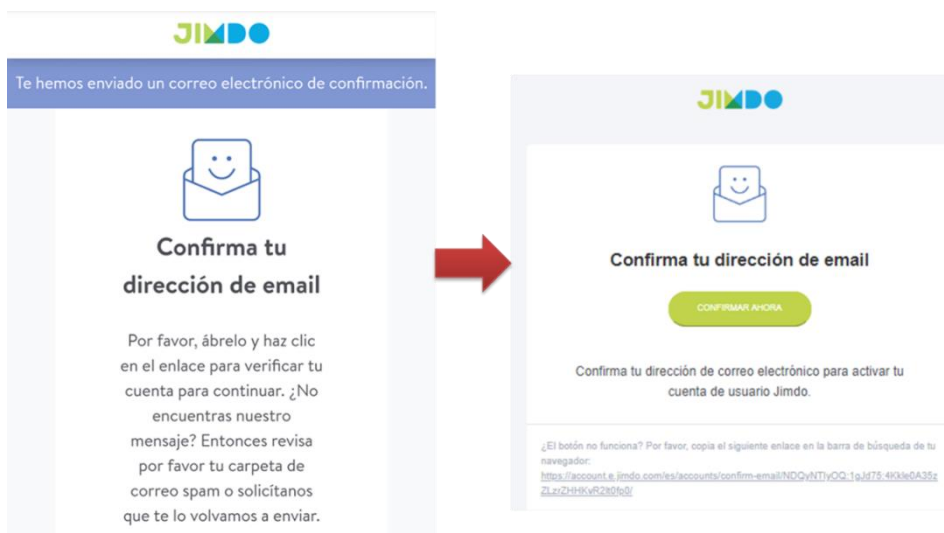 JIMDO
Te hemos enviado un correo electrónico de confirmación.
Confirma tu
dirección de email
Por favor, ábrelo y haz clic
en el enlace para verificar tu
cuenta para continuar. ¿No
encuentras nuestro
mensaje? Entonces revisa
por favor tu carpeta de
correo spam o solicítanos
que te lo volvamos a enviar.
JIMDO
Confirma tu dirección de email
CONFIRMAR AHORA
Confirma tu dirección de correo electrónico para activar tu
cuenta de usuario Jimdo.
¿El botón no funciona? Por favor, copia el siguiente enlace en la barra de búsqueda de tu
navegador: